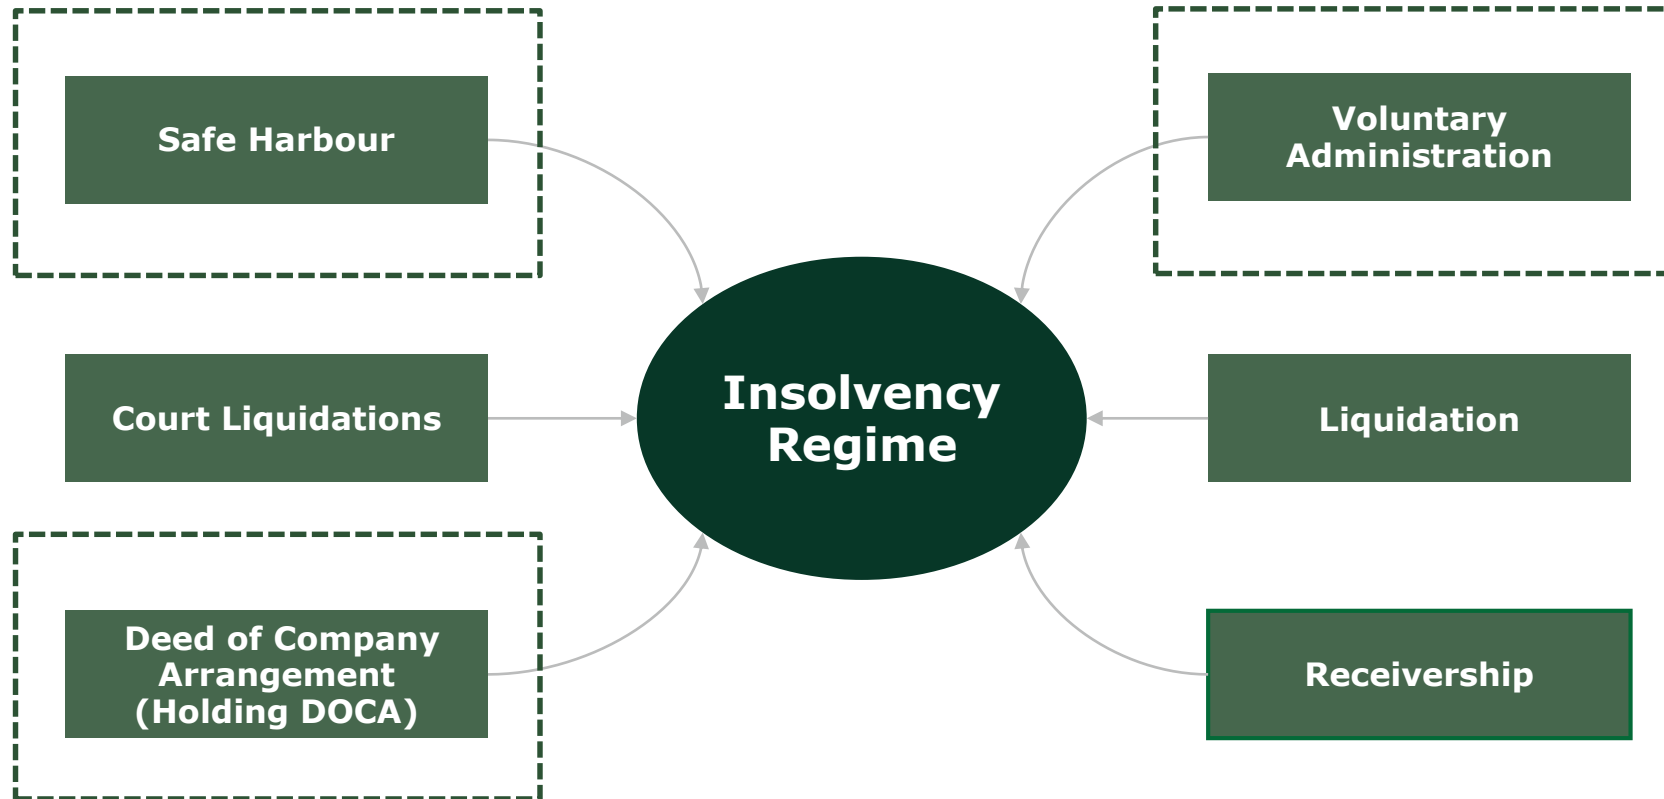 Safe Harbour
Voluntary
Administration
Court Liquidations
Insolvency
Regime
Liquidation
Deed of Company
Arrangement
(Holding DOCA)
Receivership